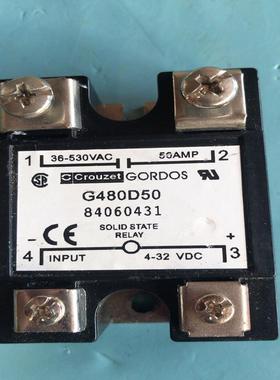 36-530VAC 50AMP
1 2
Crouzet GORDOS
G480D50
84060431
SOLID STATE
RELAY
CE
4 3
INPUT 4-32 VDC